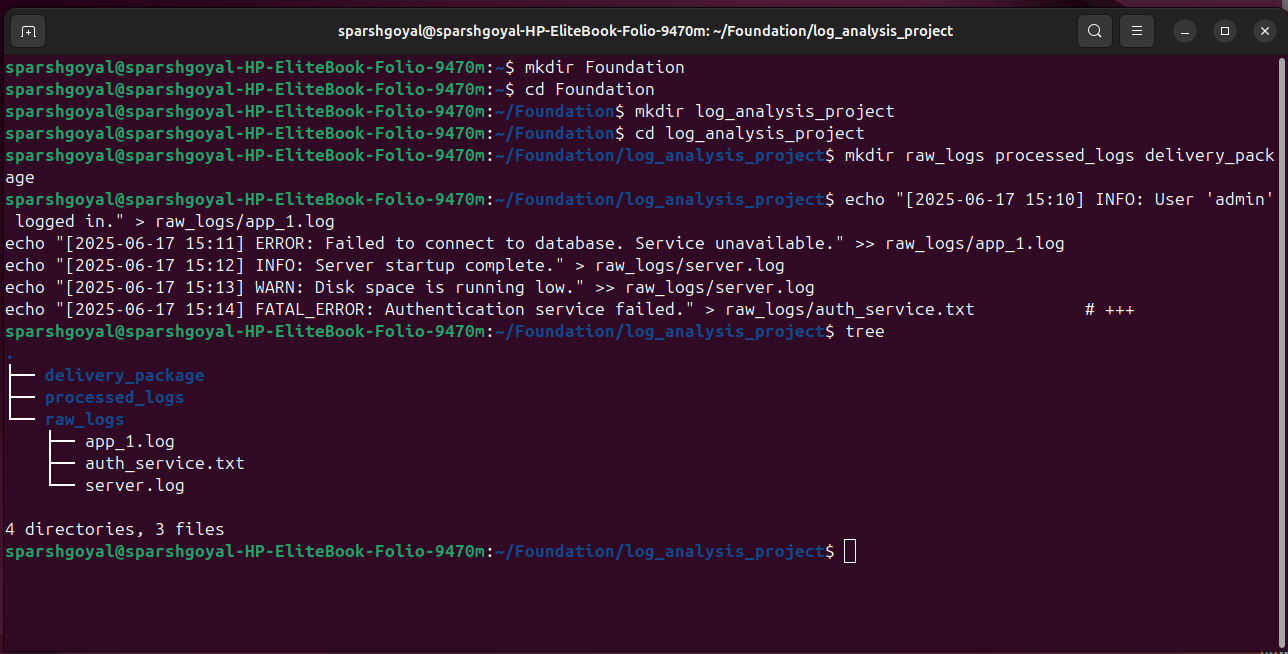 sparshgoyal@sparshgoyal-HP-EliteBook-Folio-9470m: ~/Foundation/log_analysis_project
sparshgoyal@sparshgoyal-HP-EliteBook-Folio-9470m:~$ mkdir Foundation
sparshgoyal@sparshgoyal-HP-EliteBook-Folio-9470m:~$ cd Foundation
sparshgoyal@sparshgoyal-HP-EliteBook-Folio-9470m:~/Foundation$ mkdir log_analysis_project
sparshgoyal@sparshgoyal-HP-EliteBook-Folio-9470m:~/Foundation$ cd log_analysis_project
sparshgoyal@sparshgoyal-HP-EliteBook-Folio-9470m:~/Foundation/log_analysis_project$ mkdir raw_logs processed_logs delivery_pack
age
sparshgoyal@sparshgoyal-HP-EliteBook-Folio-9470m:~/Foundation/log_analysis_project$ echo "[2025-06-17 15:10] INFO: User 'admin'
 logged in." > raw_logs/app_1.log
echo "[2025-06-17 15:11] ERROR: Failed to connect to database. Service unavailable." >> raw_logs/app_1.log
echo "[2025-06-17 15:12] INFO: Server startup complete." > raw_logs/server.log
echo "[2025-06-17 15:13] WARN: Disk space is running low." >> raw_logs/server.log
echo "[2025-06-17 15:14] FATAL_ERROR: Authentication service failed." > raw_logs/auth_service.txt           # +++
sparshgoyal@sparshgoyal-HP-EliteBook-Folio-9470m:~/Foundation/log_analysis_project$ tree
.
├── delivery_package
├── processed_logs
└── raw_logs
    ├── app_1.log
    ├── auth_service.txt
    └── server.log

4 directories, 3 files
sparshgoyal@sparshgoyal-HP-EliteBook-Folio-9470m:~/Foundation/log_analysis_project$